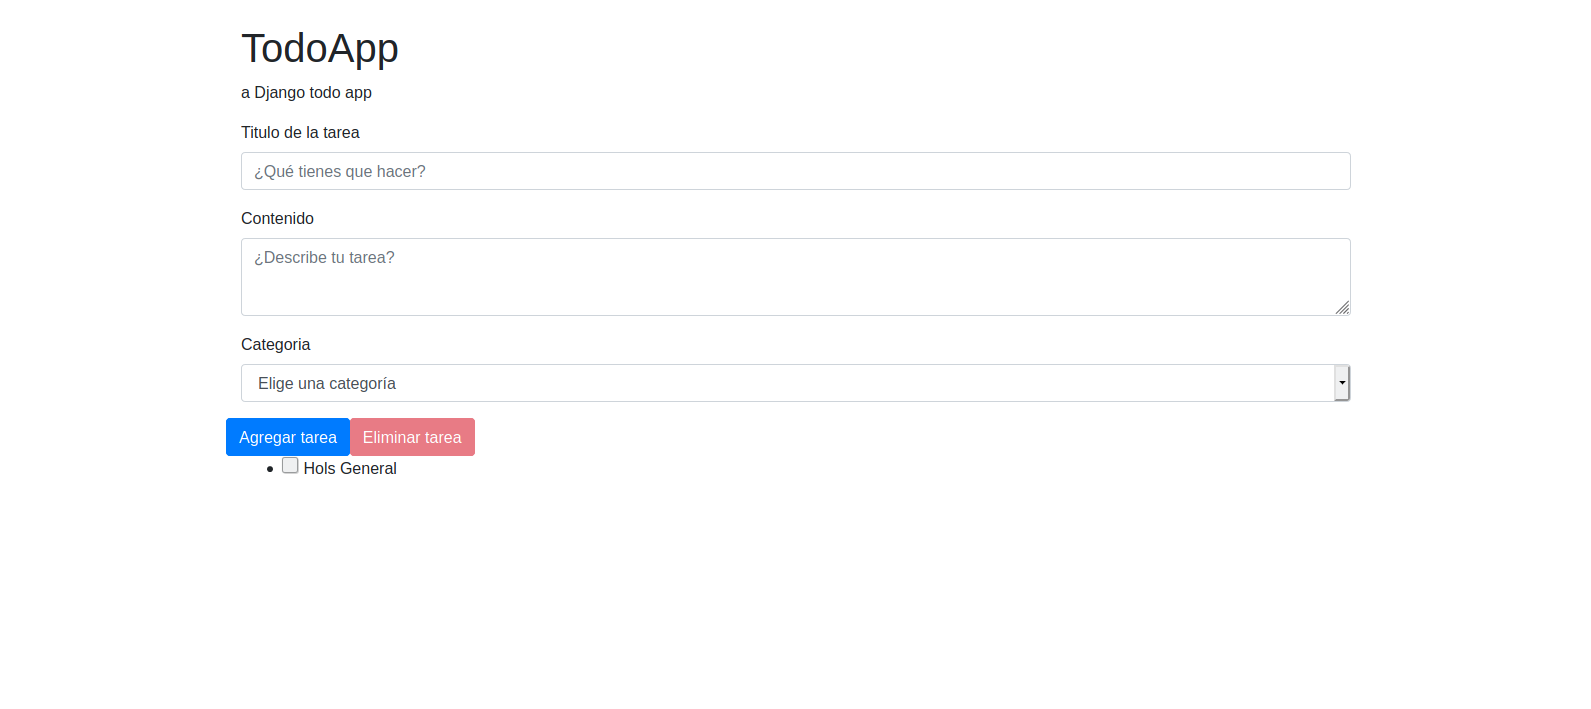 TodoApp
a Django todo app
Titulo de la tarea
¿Qué tienes que hacer?
Contenido
¿Describe tu tarea?
Categoria
Elige una categoría
Agregar tarea Eliminar tarea
Hols General